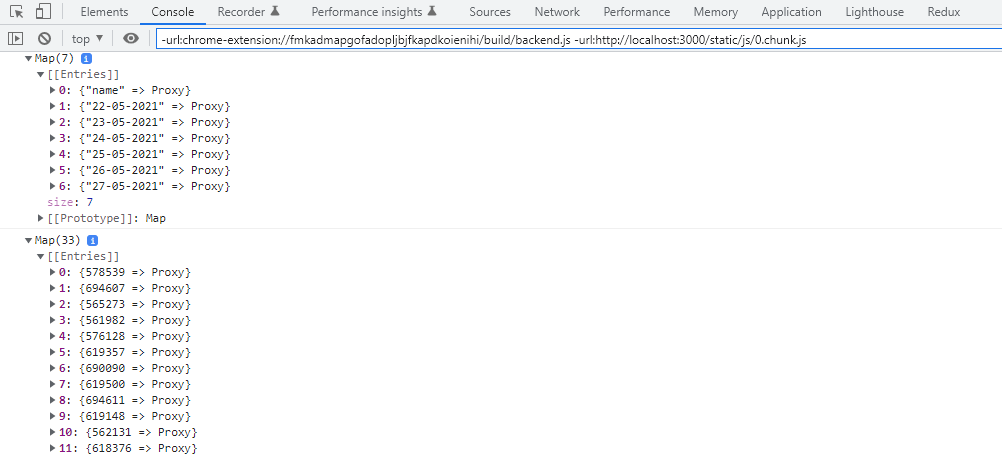 Elements Console Recorder Performance insights Sources Network Performance Memory Application Lighthouse Redux
top -url:chrome-extension://fmkadmapgofadopljbjfkapdkoienihi/build/backend.js -url:http://localhost:3000/static/js/0.chunk.js
Map(7) i
[[Entries]]
0: {"name" => Proxy}
1: {"22-05-2021" => Proxy}
2: {"23-05-2021" => Proxy}
3: {"24-05-2021" => Proxy}
4: {"25-05-2021" => Proxy}
5: {"26-05-2021" => Proxy}
6: {"27-05-2021" => Proxy}
size: 7
[[Prototype]]: Map
Map(33) i
[[Entries]]
0: {578539 => Proxy}
1: {694607 => Proxy}
2: {565273 => Proxy}
3: {561982 => Proxy}
4: {576128 => Proxy}
5: {619357 => Proxy}
6: {690090 => Proxy}
7: {619500 => Proxy}
8: {694611 => Proxy}
9: {619148 => Proxy}
10: {562131 => Proxy}
11: {618376 => Proxy}